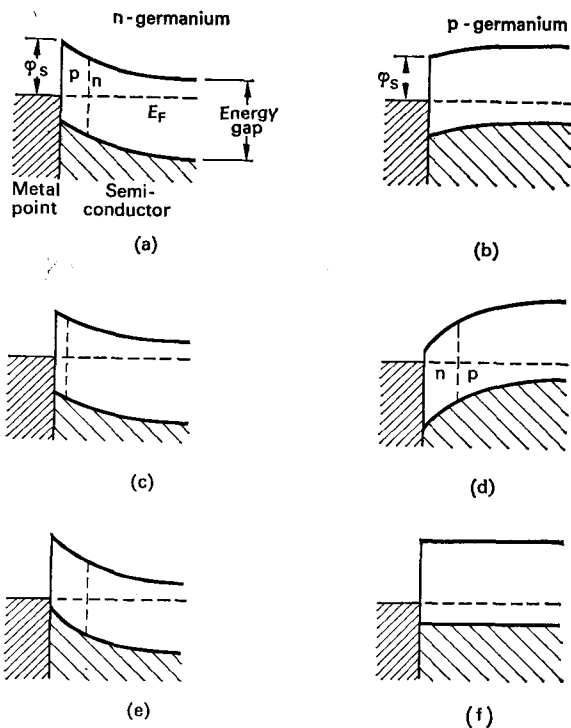 n-germanium
p-germanium
φs
p n
EF
Energy
gap
φs
Metal
point
Semi-
conductor
(a)
(b)
n p
(c)
(d)
(e)
(f)